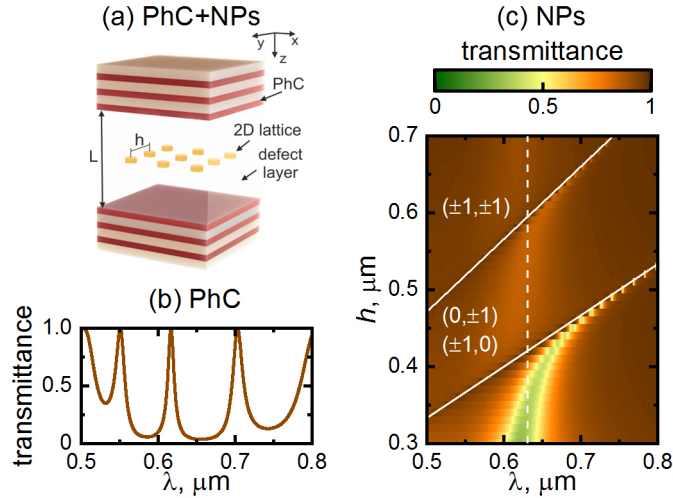 (a) PhC+NPs
y
x
z
PhC
h
2D lattice
L
defect
layer
(b) PhC
transmittance
1.0
0.5
0
0.5 0.6 0.7 0.8
λ, μm
(c) NPs
transmittance
0 0.5 1
h, μm
0.7
0.6
0.5
0.4
0.3
(±1,±1)
(0,±1)
(±1,0)
0.5 0.6 0.7 0.8
λ, μm